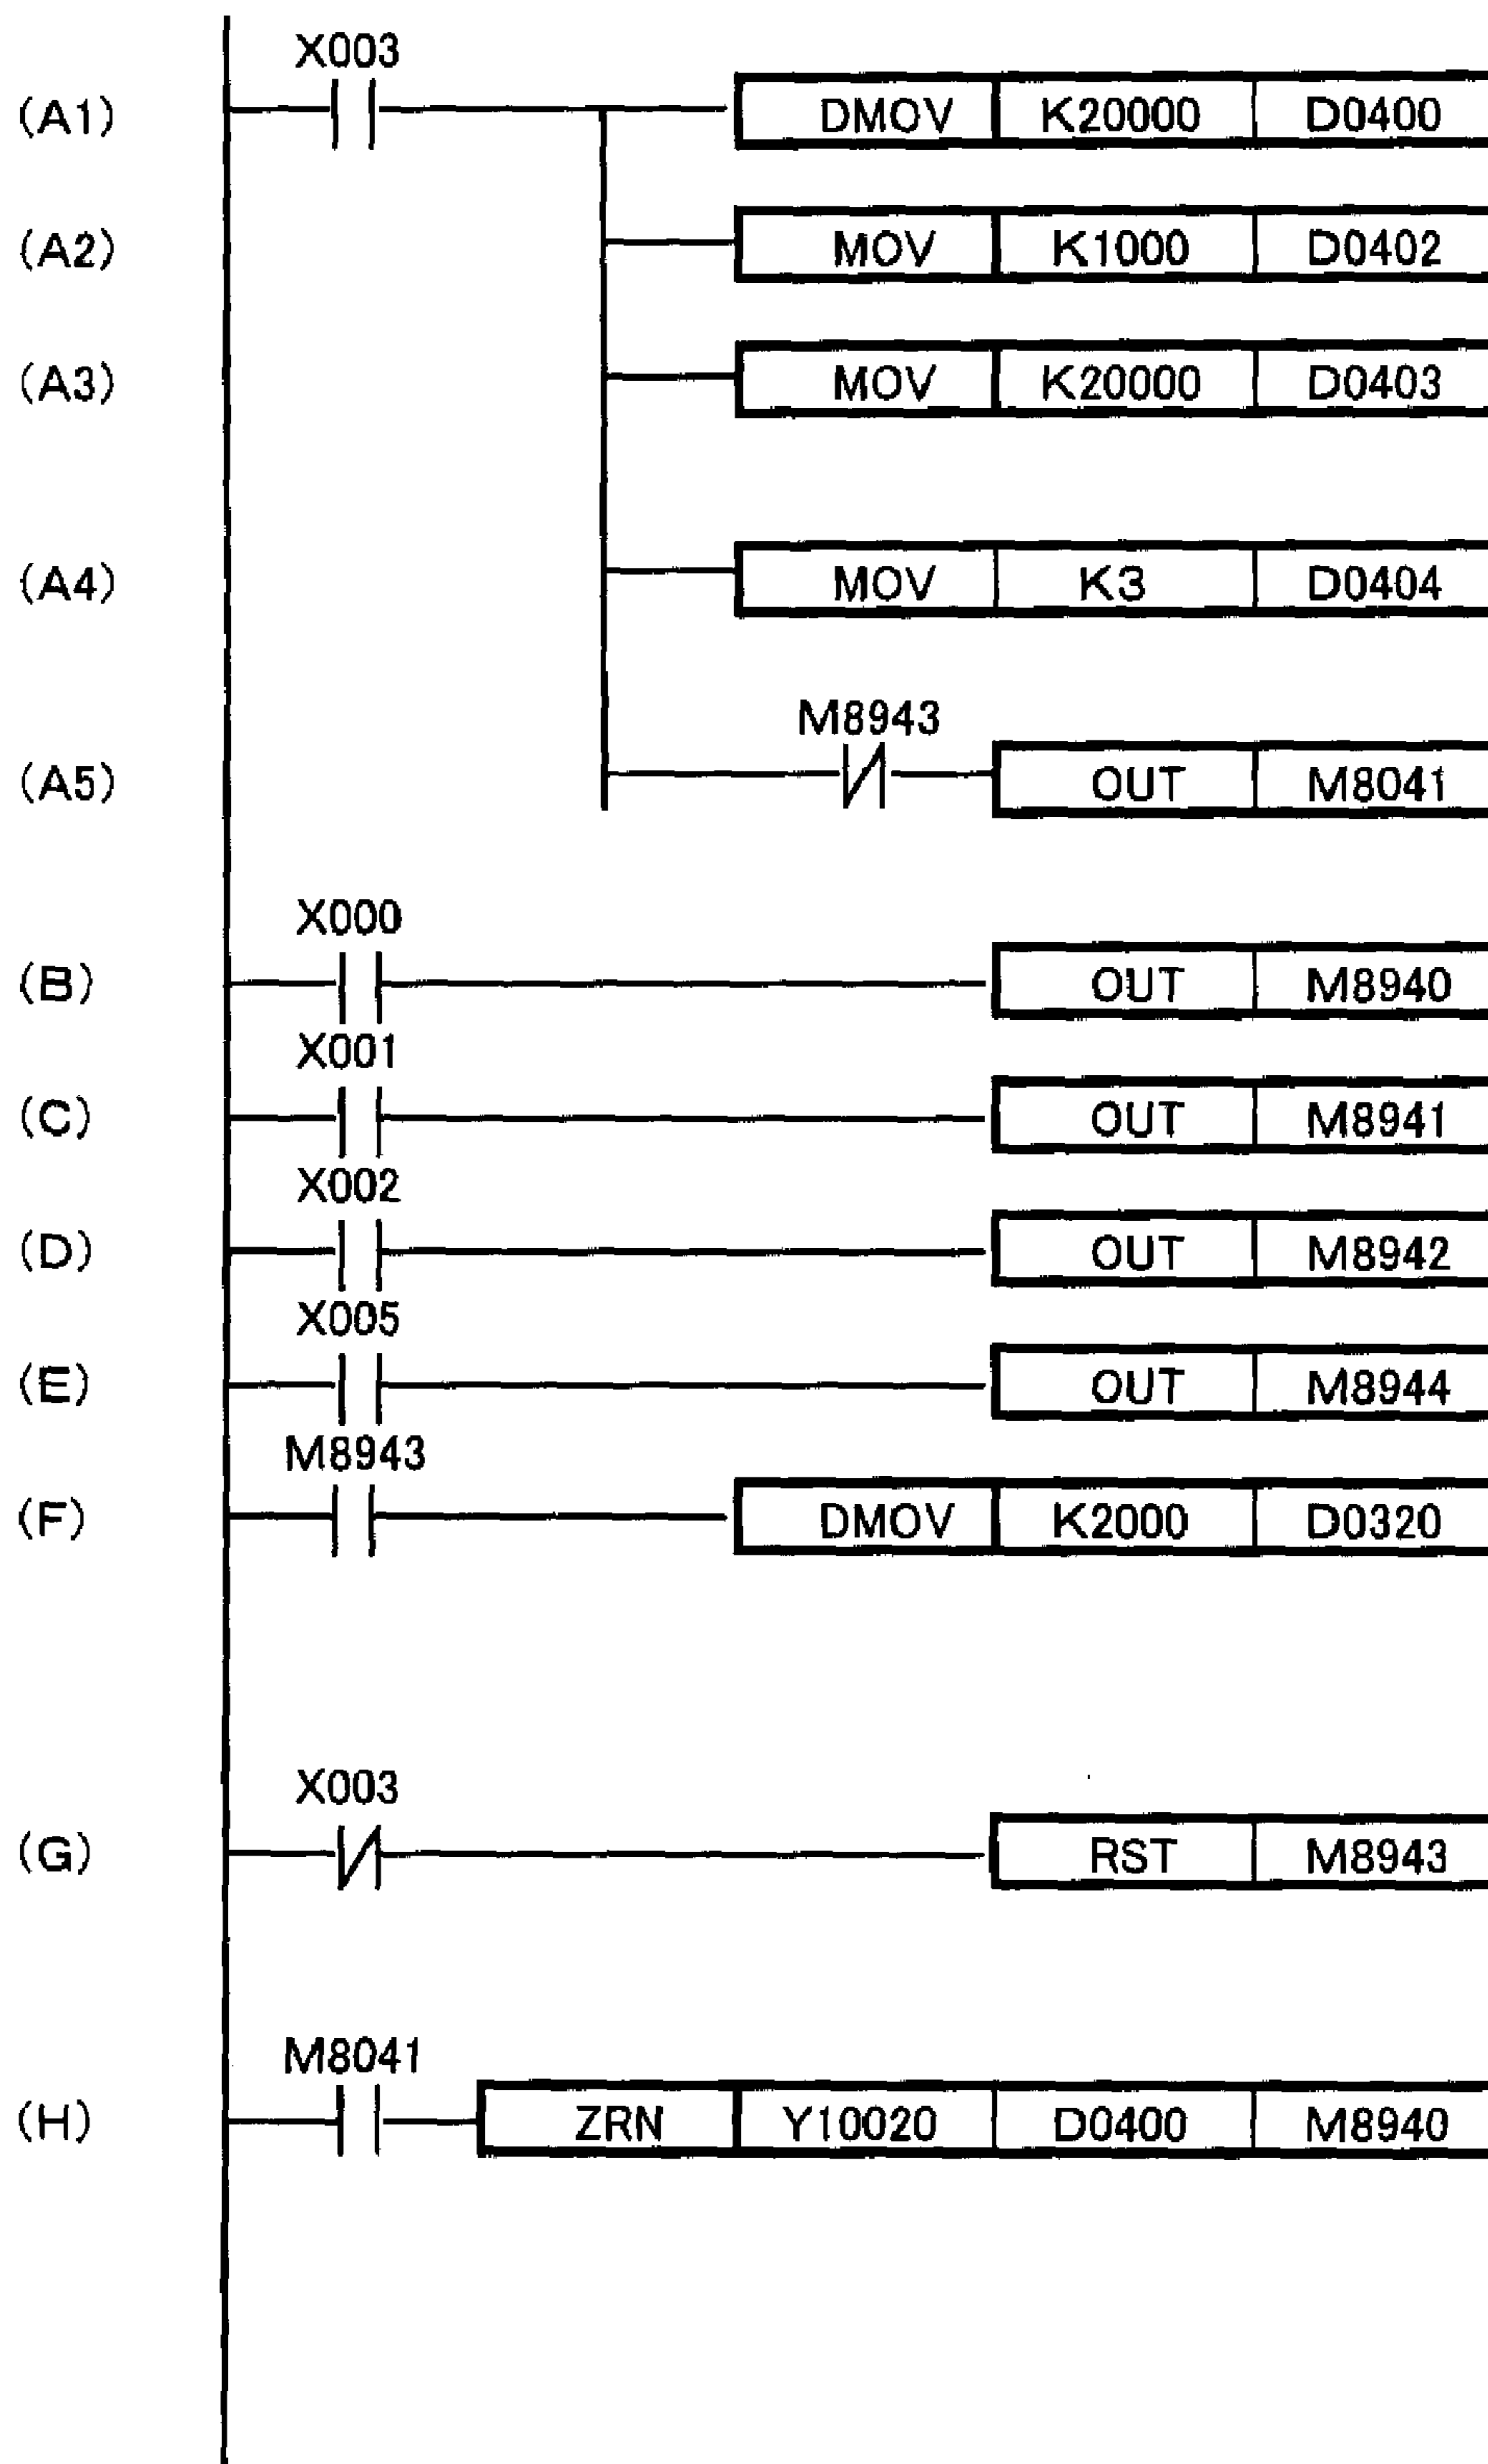 X003
(A1) DMOV K20000 D0400
(A2) MOV K1000 D0402
(A3) MOV K20000 D0403
(A4) MOV K3 D0404
M8943
(A5) OUT M8041
X000
(B) OUT M8940
X001
(C) OUT M8941
X002
(D) OUT M8942
X005
(E) OUT M8944
M8943
(F) DMOV K2000 D0320
X003
(G) RST M8943
M8041
(H) ZRN Y10020 D0400 M8940